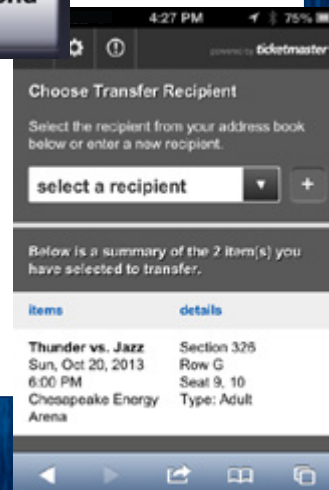 4:27 PM
75%
powered by ticketmaster
Choose Transfer Recipient
Select the recipient from your address book
below or enter a new recipient.
select a recipient
+
Below is a summary of the 2 item(s) you
have selected to transfer.
items
details
Thunder vs. Jazz
Sun, Oct 20, 2013
6:00 PM
Chesapeake Energy
Arena
Section 326
Row G
Seat 9, 10
Type: Adult